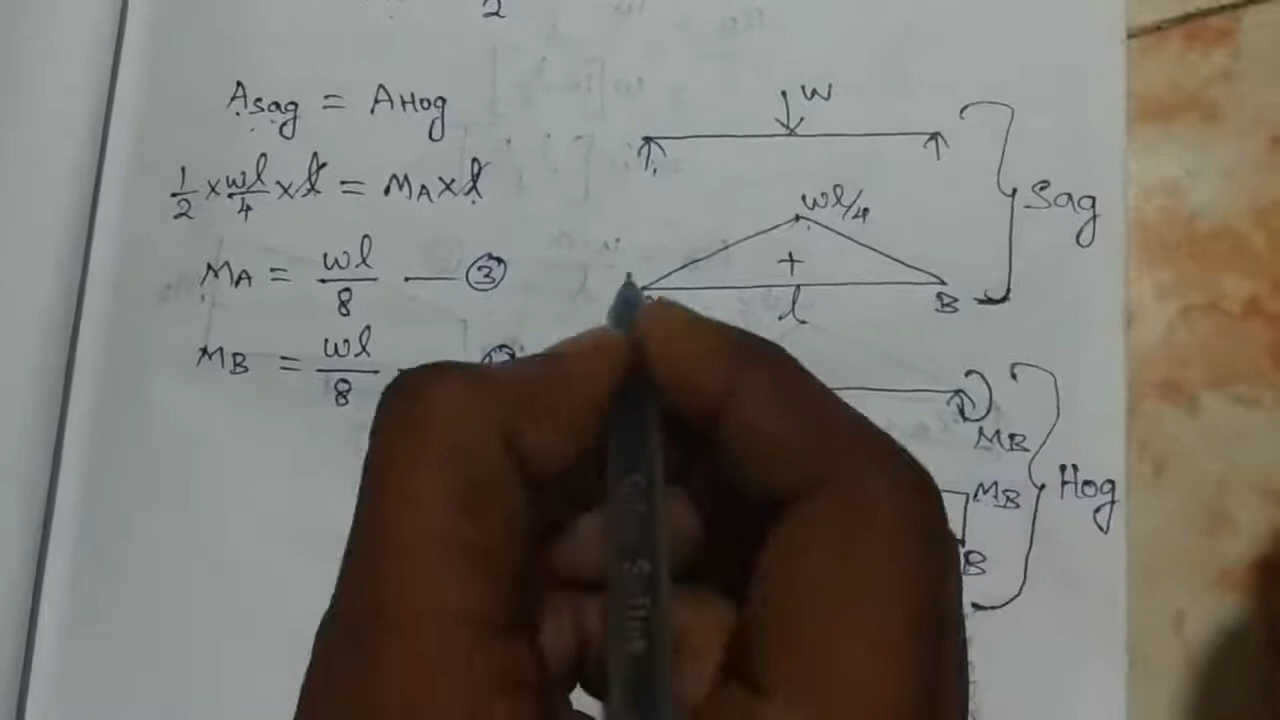 2
Asag = AHog
1/2 × wl/4 × l = MA × l
MA = wl/8 — ③
MB = wl/8
w
wl/4
+
l
B
Sag
MB
MB
B
Hog